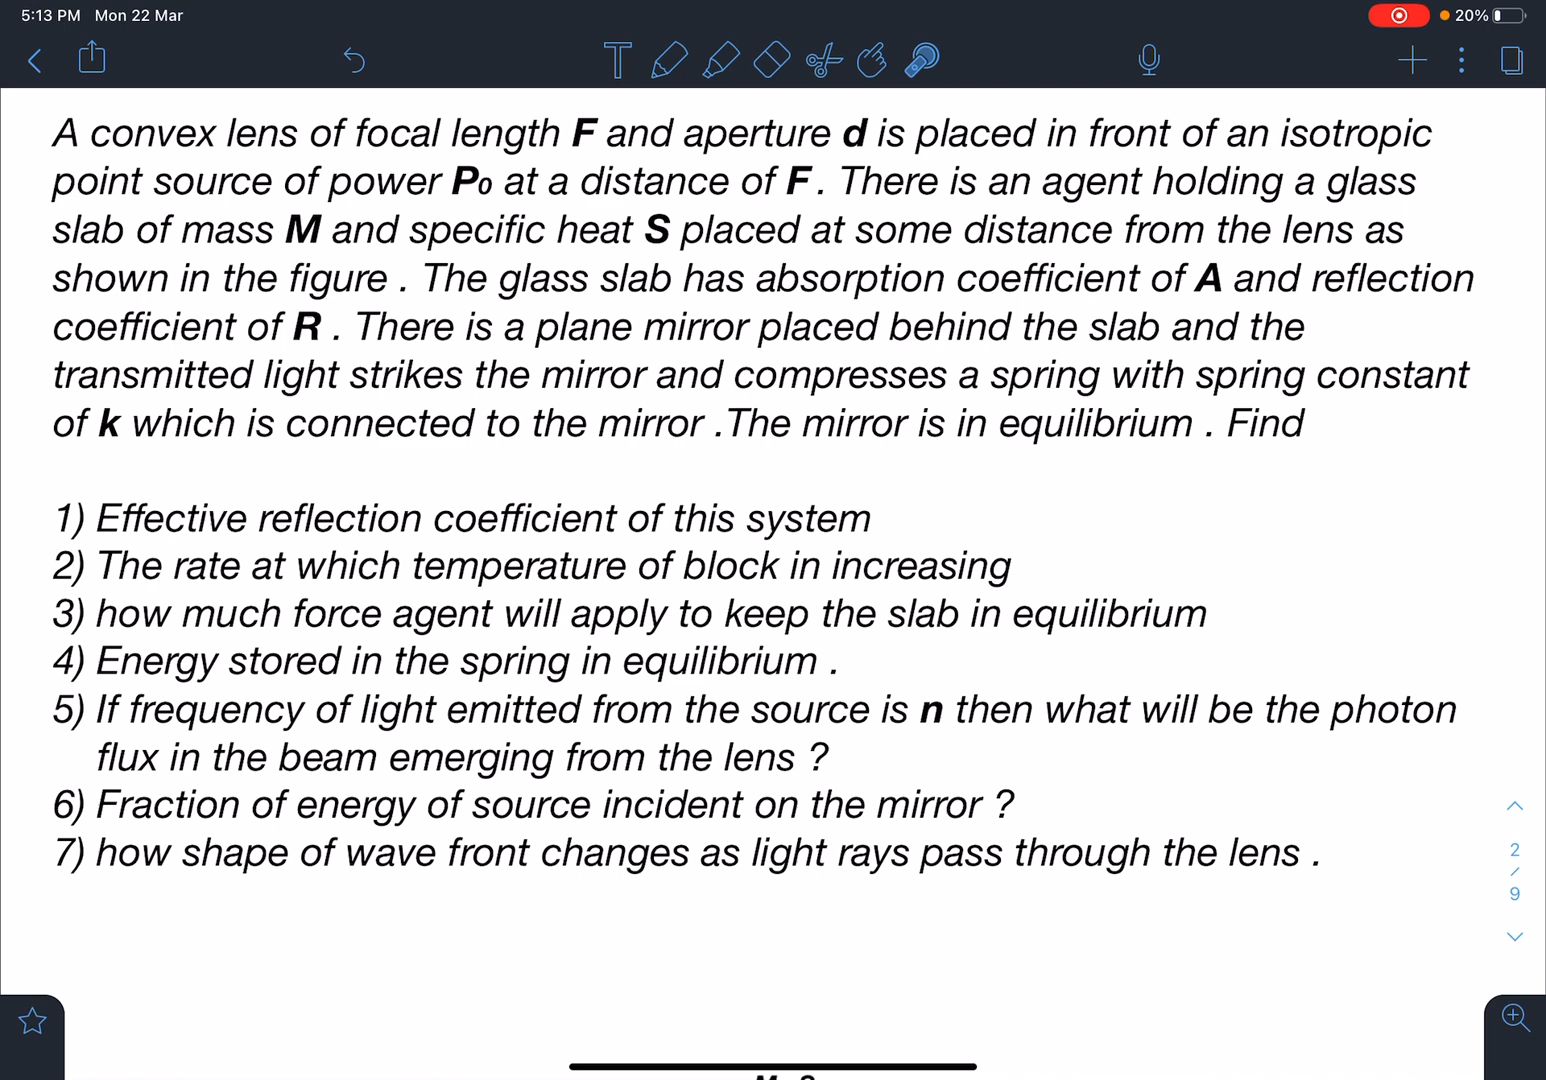 5:13 PM Mon 22 Mar
20%
T
A convex lens of focal length F and aperture d is placed in front of an isotropic
point source of power P₀ at a distance of F. There is an agent holding a glass
slab of mass M and specific heat S placed at some distance from the lens as
shown in the figure . The glass slab has absorption coefficient of A and reflection
coefficient of R . There is a plane mirror placed behind the slab and the
transmitted light strikes the mirror and compresses a spring with spring constant
of k which is connected to the mirror .The mirror is in equilibrium . Find
1) Effective reflection coefficient of this system
2) The rate at which temperature of block in increasing
3) how much force agent will apply to keep the slab in equilibrium
4) Energy stored in the spring in equilibrium .
5) If frequency of light emitted from the source is n then what will be the photon
flux in the beam emerging from the lens ?
6) Fraction of energy of source incident on the mirror ?
7) how shape of wave front changes as light rays pass through the lens .
2
/
9